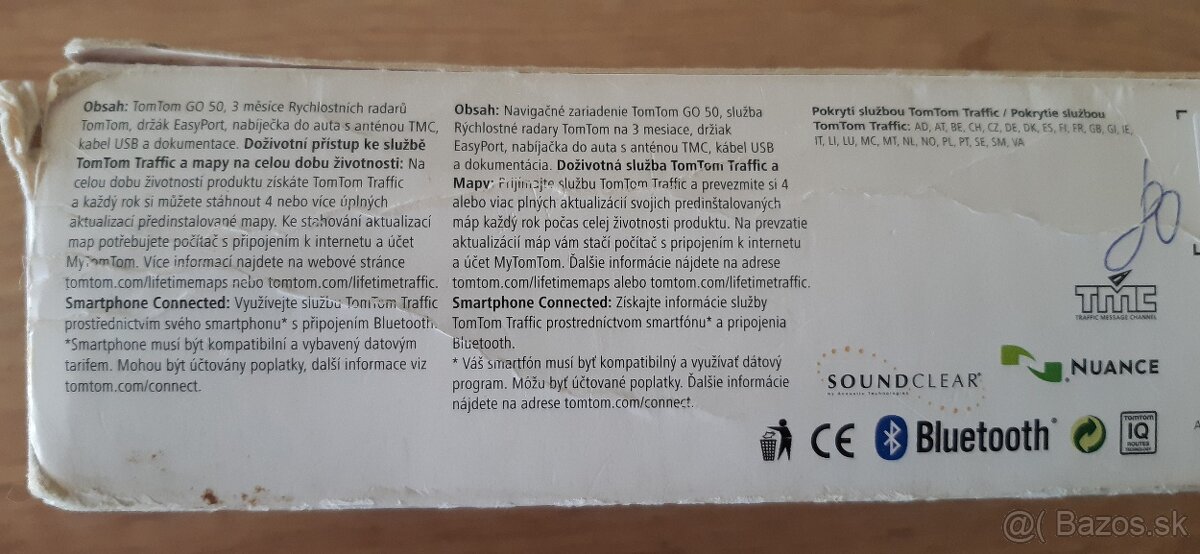 Obsah: TomTom GO 50, 3 měsíce Rychlostních radarů
TomTom, držák EasyPort, nabíječka do auta s anténou TMC,
kabel USB a dokumentace. Doživotní přístup ke službě
TomTom Traffic a mapy na celou dobu životnosti: Na
celou dobu životnosti produktu získáte TomTom Traffic
a každý rok si můžete stáhnout 4 nebo více úplných
aktualizací předinstalované mapy. Ke stahování aktualizací
map potřebujete počítač s připojením k internetu a účet
MyTomTom. Více informací najdete na webové stránce
tomtom.com/lifetimemaps nebo tomtom.com/lifetimetraffic.
Smartphone Connected: Využívejte službu TomTom Traffic
prostřednictvím svého smartphonu* s připojením Bluetooth.
*Smartphone musí být kompatibilní a vybavený datovým
tarifem. Mohou být účtovány poplatky, další informace viz
tomtom.com/connect.
Obsah: Navigačné zariadenie TomTom GO 50, služba
Rýchlostné radary TomTom na 3 mesiace, držiak
EasyPort, nabíjačka do auta s anténou TMC, kábel USB
a dokumentácia. Doživotná služba TomTom Traffic a
Mapy: Prijímajte službu TomTom Traffic a prevezmite si 4
alebo viac plných aktualizácií svojich predinštalovaných
máp každý rok počas celej životnosti produktu. Na prevzatie
aktualizácií máp vám stačí počítač s pripojením k internetu
a účet MyTomTom. Ďalšie informácie nájdete na adrese
tomtom.com/lifetimemaps alebo tomtom.com/lifetimetraffic.
Smartphone Connected: Získajte informácie služby
TomTom Traffic prostredníctvom smartfónu* a pripojenia
Bluetooth.
* Váš smartfón musí byť kompatibilný a využívať dátový
program. Môžu byť účtované poplatky. Ďalšie informácie
nájdete na adrese tomtom.com/connect.
Pokrytí službou TomTom Traffic / Pokrytie službou
TomTom Traffic: AD, AT, BE, CH, CZ, DE, DK, ES, FI, FR, GB, GI, IE,
IT, LI, LU, MC, MT, NL, NO, PL, PT, SE, SM, VA
TMC
TRAFFIC MESSAGE CHANNEL
SOUNDCLEAR
by Acoustic Technologies
NUANCE
CE
Bluetooth
TOMTOM
IQ
ROUTES
TECHNOLOGY
@( Bazos.sk